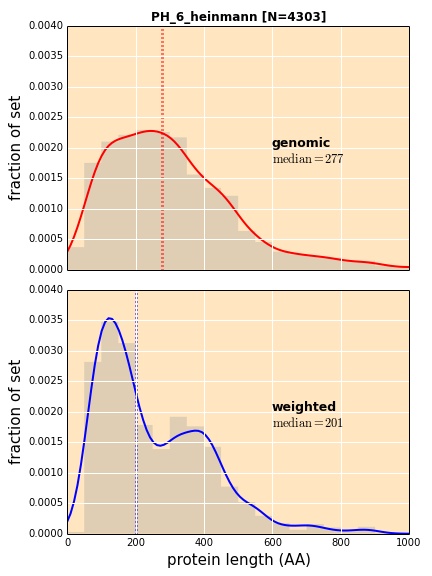 PH_6_heinmann [N=4303]
0.0040
0.0035
0.0030
0.0025
0.0020
0.0015
0.0010
0.0005
0.0000
fraction of set
genomic
median = 277
0.0040
0.0035
0.0030
0.0025
0.0020
0.0015
0.0010
0.0005
0.0000
fraction of set
weighted
median = 201
0 200 400 600 800 1000
protein length (AA)